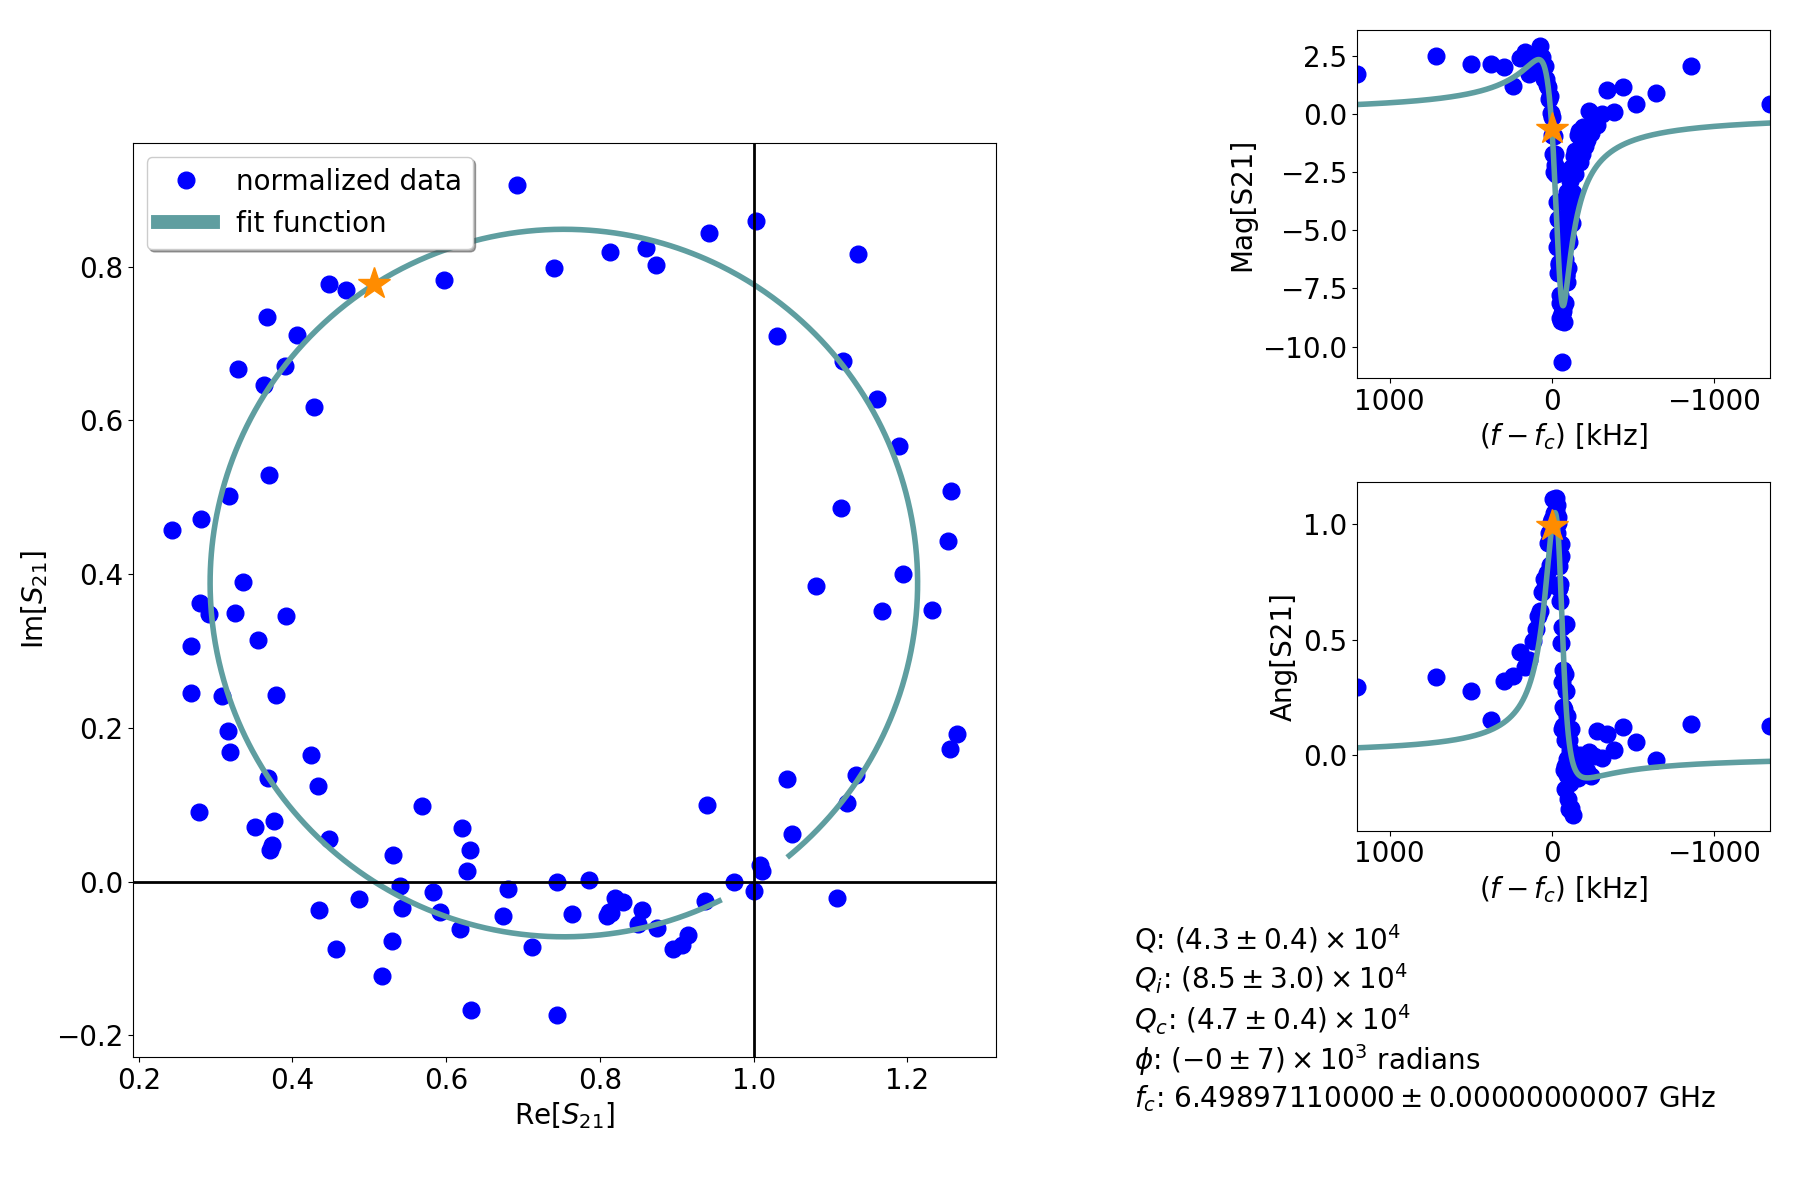 normalized data
fit function
0.8
0.6
0.4
0.2
0.0
−0.2
0.2 0.4 0.6 0.8 1.0 1.2
Im[S21]
Re[S21]
2.5
0.0
−2.5
−5.0
−7.5
−10.0
Mag[S21]
1000 0 −1000
(f − fc) [kHz]
1.0
0.5
0.0
Ang[S21]
1000 0 −1000
(f − fc) [kHz]
Q: (4.3 ± 0.4) × 10^4
Qi: (8.5 ± 3.0) × 10^4
Qc: (4.7 ± 0.4) × 10^4
ϕ: (−0 ± 7) × 10^3 radians
fc: 6.49897110000 ± 0.00000000007 GHz